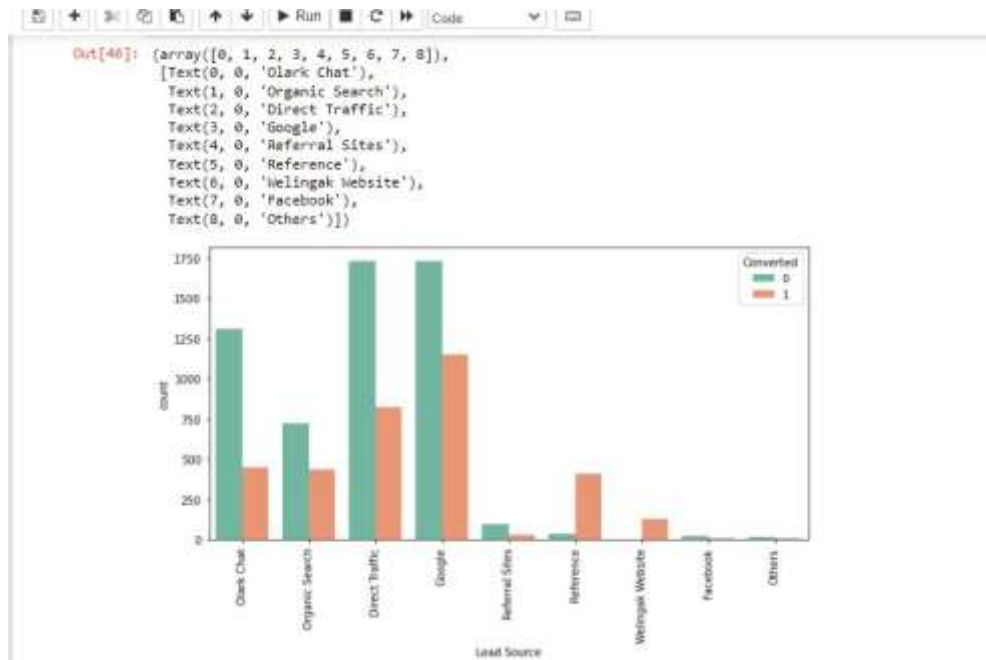 Run Code
Out[46]: (array([0, 1, 2, 3, 4, 5, 6, 7, 8]),
[Text(0, 0, 'Olark Chat'),
Text(1, 0, 'Organic Search'),
Text(2, 0, 'Direct Traffic'),
Text(3, 0, 'Google'),
Text(4, 0, 'Referral Sites'),
Text(5, 0, 'Reference'),
Text(6, 0, 'Welingak Website'),
Text(7, 0, 'Facebook'),
Text(8, 0, 'Others')])
Converted
0
1
1750
1500
1250
1000
750
500
250
0
count
Olark Chat
Organic Search
Direct Traffic
Google
Referral Sites
Reference
Welingak Website
Facebook
Others
Lead Source